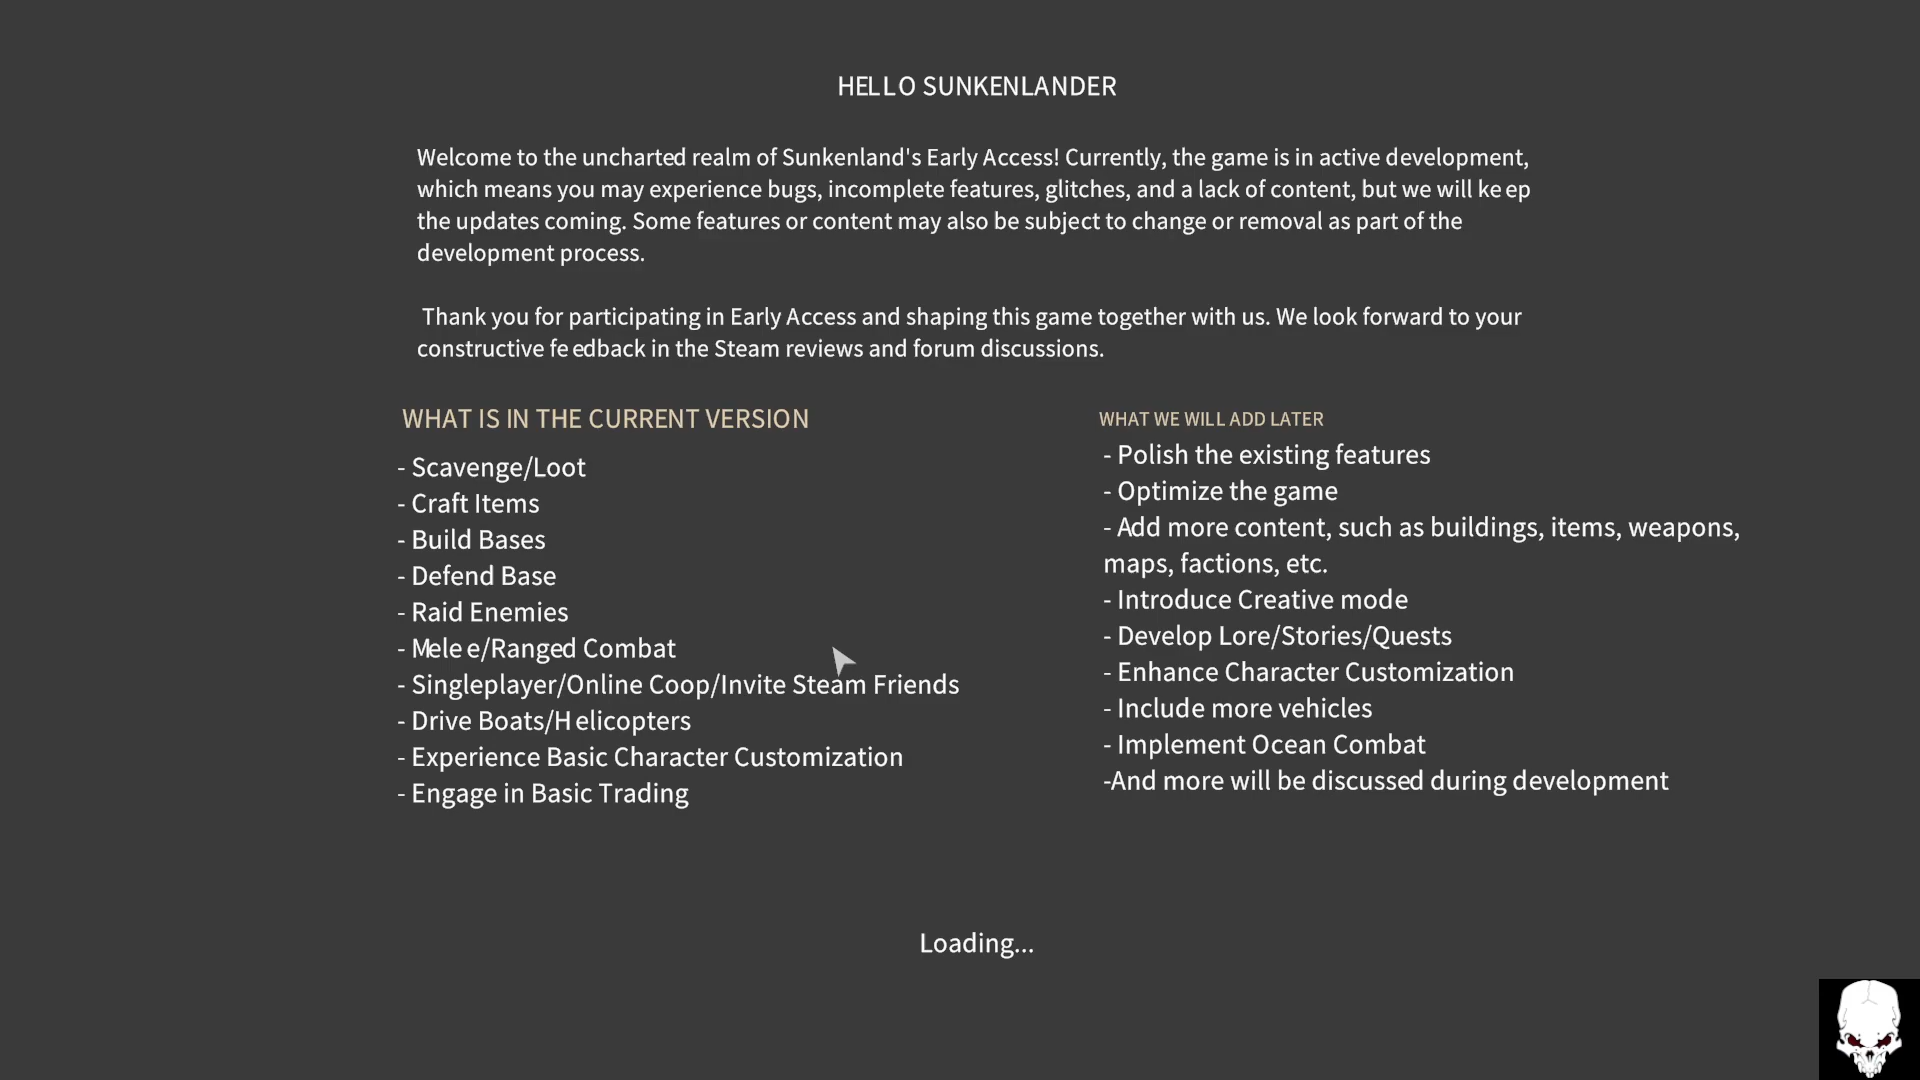 HELLO SUNKENLANDER
Welcome to the uncharted realm of Sunkenland's Early Access! Currently, the game is in active development,
which means you may experience bugs, incomplete features, glitches, and a lack of content, but we will keep
the updates coming. Some features or content may also be subject to change or removal as part of the
development process.
Thank you for participating in Early Access and shaping this game together with us. We look forward to your
constructive feedback in the Steam reviews and forum discussions.
WHAT IS IN THE CURRENT VERSION
- Scavenge/Loot
- Craft Items
- Build Bases
- Defend Base
- Raid Enemies
- Melee/Ranged Combat
- Singleplayer/Online Coop/Invite Steam Friends
- Drive Boats/Helicopters
- Experience Basic Character Customization
- Engage in Basic Trading
WHAT WE WILL ADD LATER
- Polish the existing features
- Optimize the game
- Add more content, such as buildings, items, weapons,
maps, factions, etc.
- Introduce Creative mode
- Develop Lore/Stories/Quests
- Enhance Character Customization
- Include more vehicles
- Implement Ocean Combat
-And more will be discussed during development
Loading...